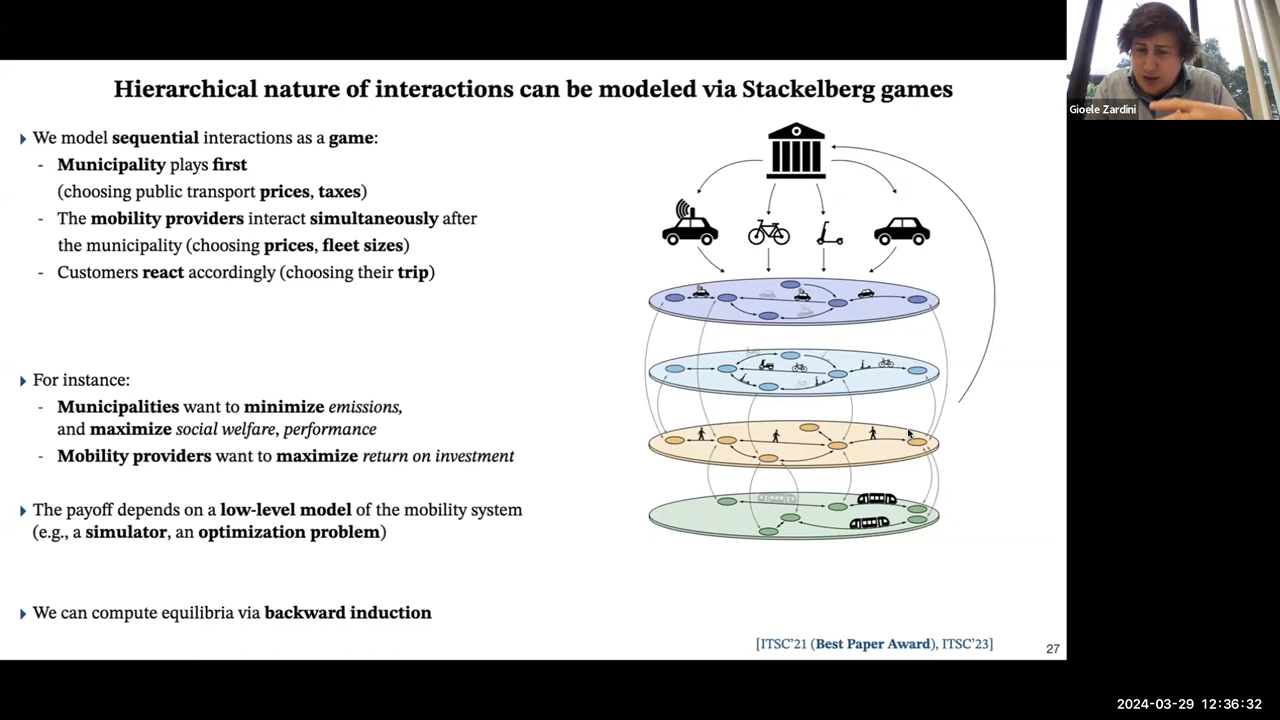 Hierarchical nature of interactions can be modeled via Stackelberg games
We model sequential interactions as a game:
- Municipality plays first
(choosing public transport prices, taxes)
- The mobility providers interact simultaneously after
the municipality (choosing prices, fleet sizes)
- Customers react accordingly (choosing their trip)
For instance:
- Municipalities want to minimize emissions,
and maximize social welfare, performance
- Mobility providers want to maximize return on investment
The payoff depends on a low-level model of the mobility system
(e.g., a simulator, an optimization problem)
We can compute equilibria via backward induction
[ITSC'21 (Best Paper Award), ITSC'23]
27
Gioele Zardini
2024-03-29 12:36:32